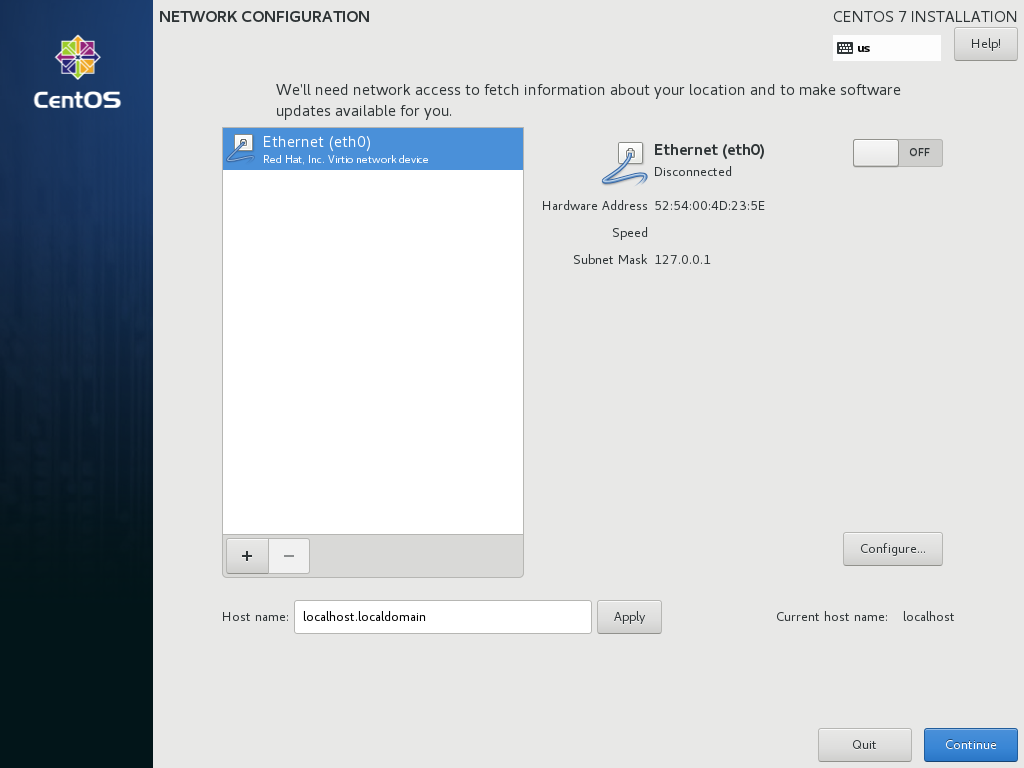 CentOS
NETWORK CONFIGURATION
CENTOS 7 INSTALLATION
us
Help!
We'll need network access to fetch information about your location and to make software
updates available for you.
Ethernet (eth0)
Red Hat, Inc. Virtio network device
Ethernet (eth0)
Disconnected
OFF
Hardware Address 52:54:00:4D:23:5E
Speed
Subnet Mask 127.0.0.1
+ −
Configure...
Host name: localhost.localdomain Apply
Current host name: localhost
Quit
Continue